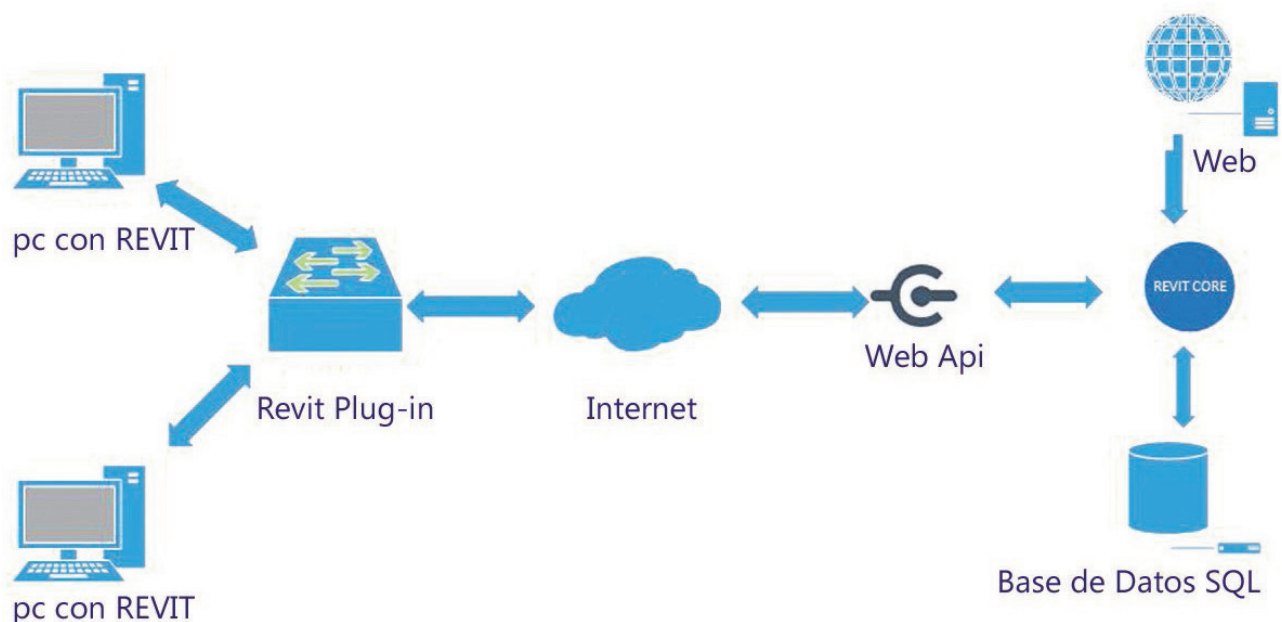 Web
pc con REVIT
REVIT CORE
Web Api
Revit Plug-in
Internet
Base de Datos SQL
pc con REVIT